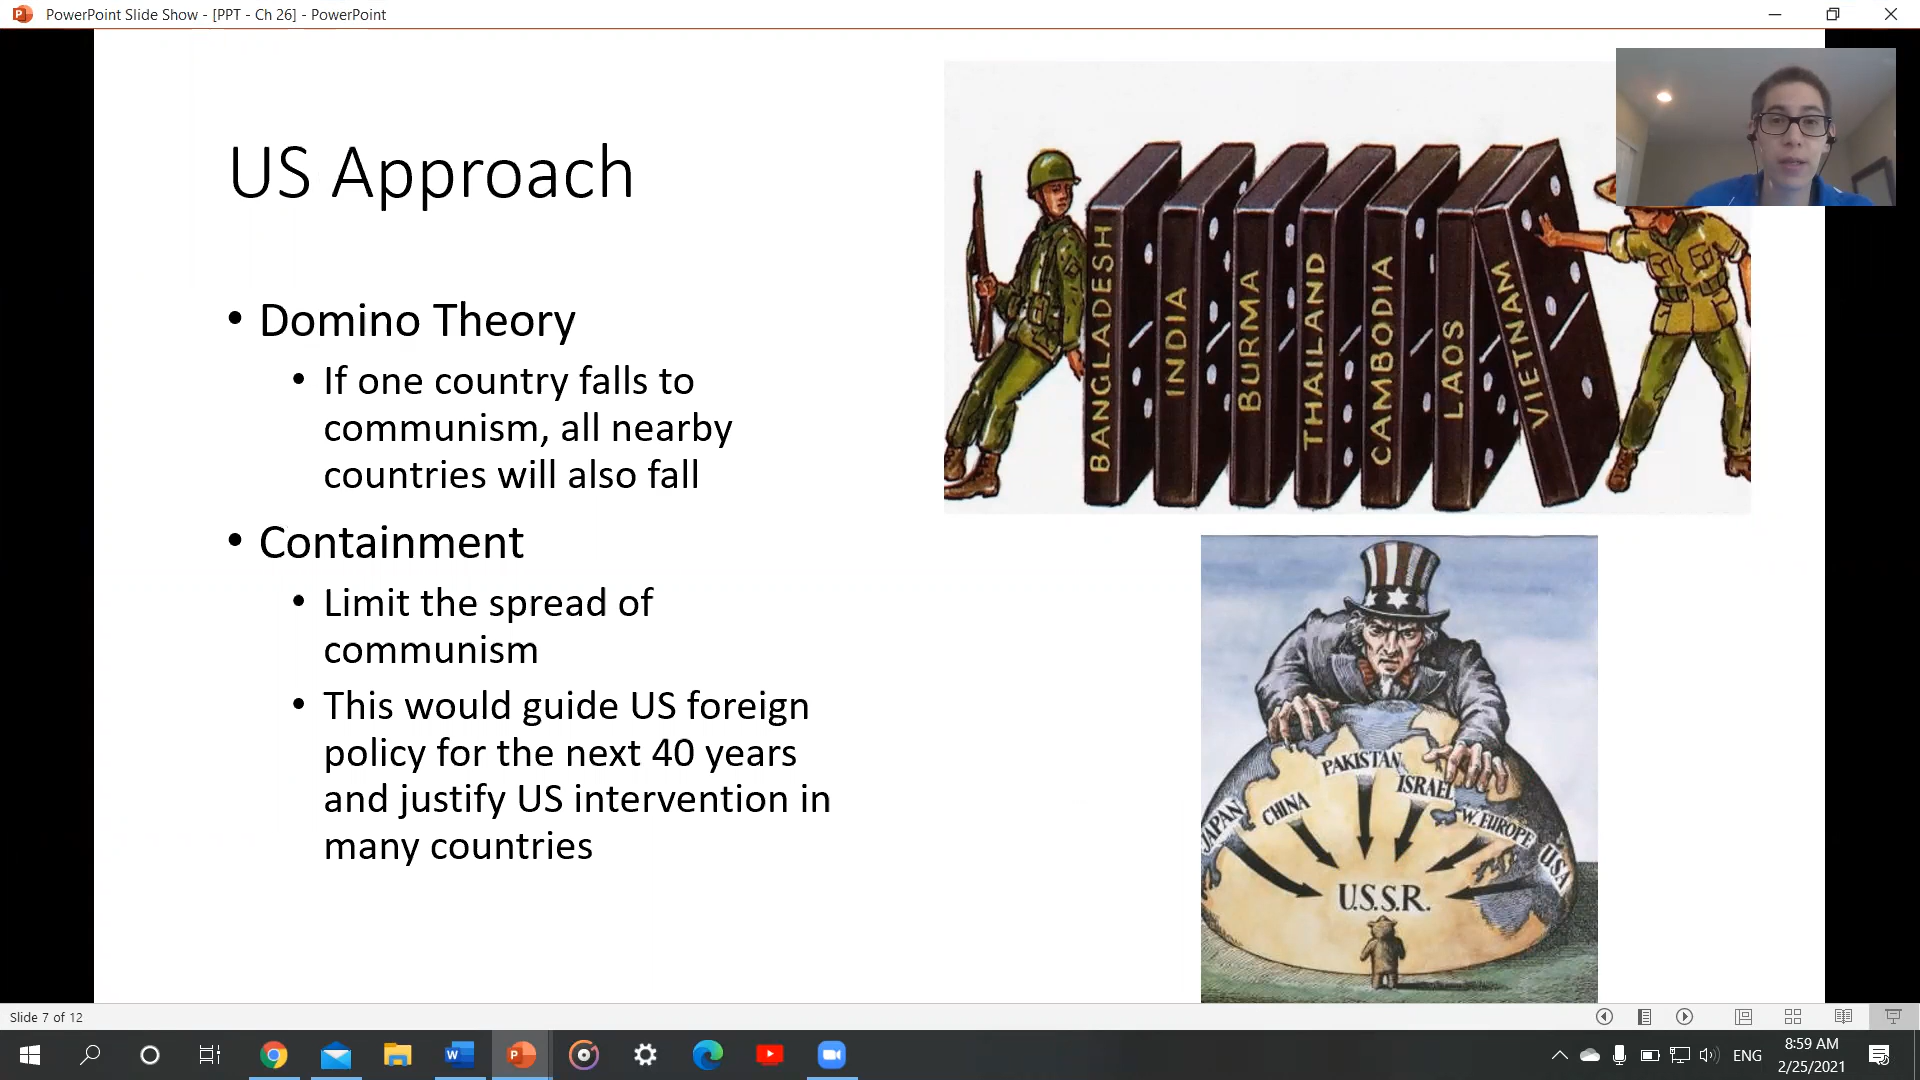 PowerPoint Slide Show - [PPT - Ch 26] - PowerPoint
US Approach
• Domino Theory
• If one country falls to
communism, all nearby
countries will also fall
• Containment
• Limit the spread of
communism
• This would guide US foreign
policy for the next 40 years
and justify US intervention in
many countries
BANGLADESH
INDIA
BURMA
THAILAND
CAMBODIA
LAOS
VIETNAM
JAPAN
CHINA
PAKISTAN
ISRAEL
W. EUROPE
USA
U.S.S.R.
Slide 7 of 12
ENG
8:59 AM
2/25/2021